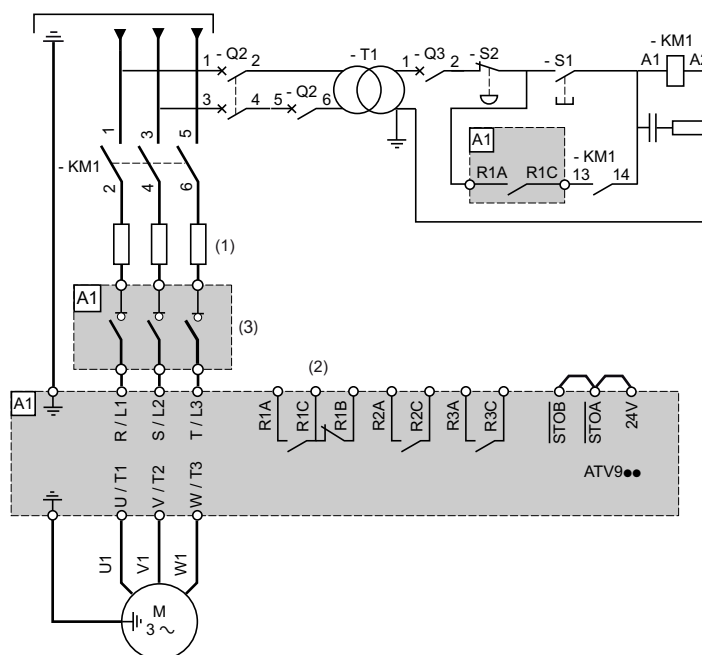 1 - Q2 2 - T1 1 - Q3 2 - S2 - S1 - KM1
A1 A2
3 4 5 - Q2 6
1 3 5
- KM1
2 4 6
A1
R1A R1C
- KM1
13 14
(1)
A1
(3)
(2)
A1
R / L1
S / L2
T / L3
R1A
R1C
R1B
R2A
R2C
R3A
R3C
STOB
STOA
24V
U / T1
V / T2
W / T3
ATV9●●
U1
V1
W1
M
3 ~